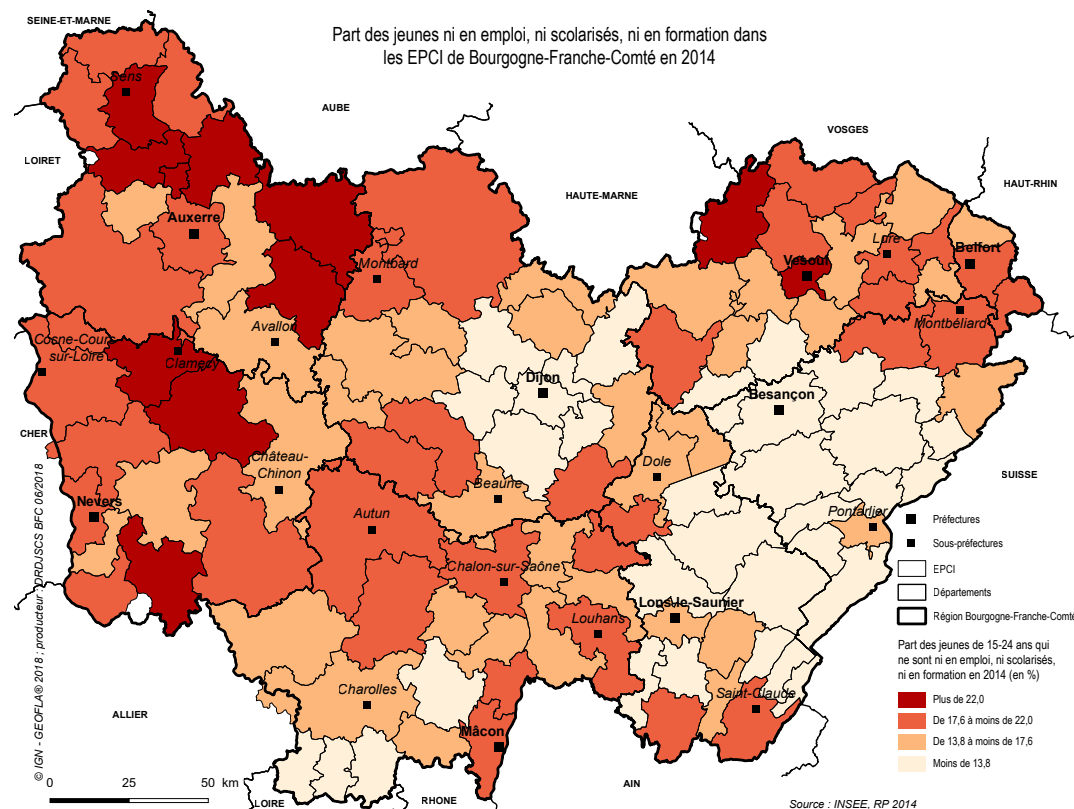 Part des jeunes ni en emploi, ni scolarisés, ni en formation dans
les EPCI de Bourgogne-Franche-Comté en 2014
SEINE-ET-MARNE
AUBE
VOSGES
LOIRET
HAUTE-MARNE
HAUT-RHIN
Sens
Auxerre
Montbard
Vesoul
Lure
Belfort
Montbéliard
Avallon
Cosne-Cour-
sur-Loire
Clamecy
Dijon
Besançon
CHER
SUISSE
Château-
Chinon
Beaune
Dole
Nevers
Autun
Pontarlier
Chalon-sur-Saône
Louhans
Lons-le-Saunier
Charolles
Saint-Claude
Mâcon
ALLIER
LOIRE
RHONE
AIN
Préfectures
Sous-préfectures
EPCI
Départements
Région Bourgogne-Franche-Comté
Part des jeunes de 15-24 ans qui
ne sont ni en emploi, ni scolarisés,
ni en formation en 2014 (en %)
Plus de 22,0
De 17,6 à moins de 22,0
De 13,8 à moins de 17,6
Moins de 13,8
© IGN - GEOFLA® 2018 ; producteur : DRDJSCS BFC 06/2018
0 25 50 km
Source : INSEE, RP 2014